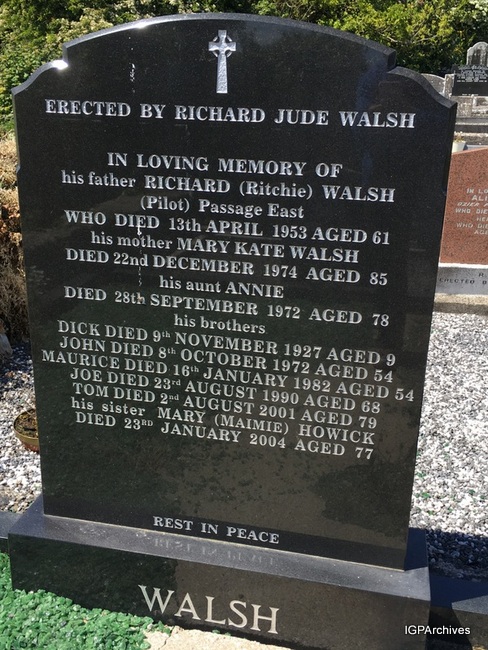 ERECTED BY RICHARD JUDE WALSH
IN LOVING MEMORY OF
his father RICHARD (Ritchie) WALSH
(Pilot) Passage East
WHO DIED 13th APRIL 1953 AGED 61
his mother MARY KATE WALSH
DIED 22nd DECEMBER 1974 AGED 85
his aunt ANNIE
DIED 28th SEPTEMBER 1972 AGED 78
his brothers
DICK DIED 9th NOVEMBER 1927 AGED 9
JOHN DIED 8th OCTOBER 1972 AGED 54
MAURICE DIED 16th JANUARY 1982 AGED 54
JOE DIED 23rd AUGUST 1990 AGED 68
TOM DIED 2nd AUGUST 2001 AGED 79
his sister MARY (MAIMIE) HOWICK
DIED 23RD JANUARY 2004 AGED 77
REST IN PEACE
WALSH
IGPArchives